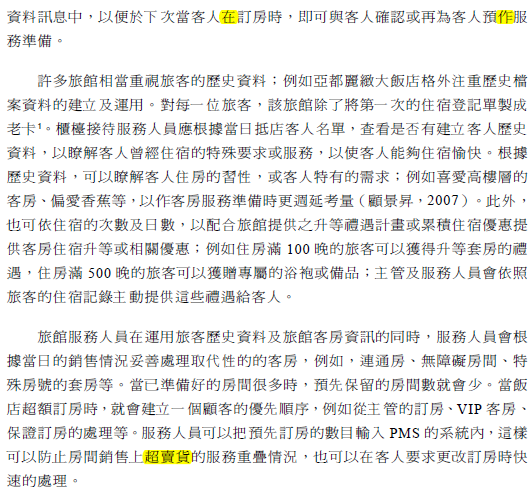 資料訊息中，以便於下次當客人在訂房時，即可與客人確認或再為客人預作服
務準備。
許多旅館相當重視旅客的歷史資料；例如亞都麗緻大飯店格外注重歷史檔
案資料的建立及運用。對每一位旅客，該旅館除了將第一次的住宿登記單製成
老卡¹。櫃檯接待服務人員應根據當日抵店客人名單，查看是否有建立客人歷史
資料，以瞭解客人曾經住宿的特殊要求或服務，以使客人能夠住宿愉快。根據
歷史資料，可以瞭解客人住房的習性，或客人特有的需求；例如喜愛高樓層的
客房、偏愛香蕉等，以作客房服務準備時更週延考量（顧景昇，2007）。此外，
也可依住宿的次數及日數，以配合旅館提供之升等禮遇計畫或累積住宿優惠提
供客房住宿升等或相關優惠；例如住房滿 100 晚的旅客可以獲得升等套房的禮
遇，住房滿 500 晚的旅客可以獲贈專屬的浴袍或備品；主管及服務人員會依照
旅客的住宿記錄主動提供這些禮遇給客人。
旅館服務人員在運用旅客歷史資料及旅館客房資訊的同時，服務人員會根
據當日的銷售情況妥善處理取代性的的客房，例如，連通房、無障礙房間、特
殊房號的套房等。當已準備好的房間很多時，預先保留的房間數就會少。當飯
店超額訂房時，就會建立一個顧客的優先順序，例如從主管的訂房、VIP 客房、
保證訂房的處理等。服務人員可以把預先訂房的數目輸入 PMS 的系統內，這樣
可以防止房間銷售上超賣貨的服務重疊情況，也可以在客人要求更改訂房時快
速的處理。